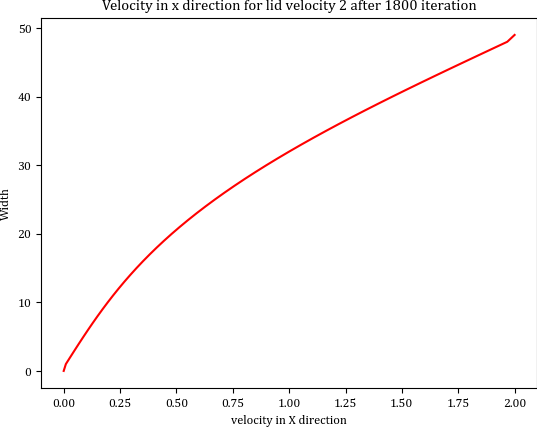 Velocity in x direction for lid velocity 2 after 1800 iteration
50
40
30
20
10
0
Width
0.00 0.25 0.50 0.75 1.00 1.25 1.50 1.75 2.00
velocity in X direction